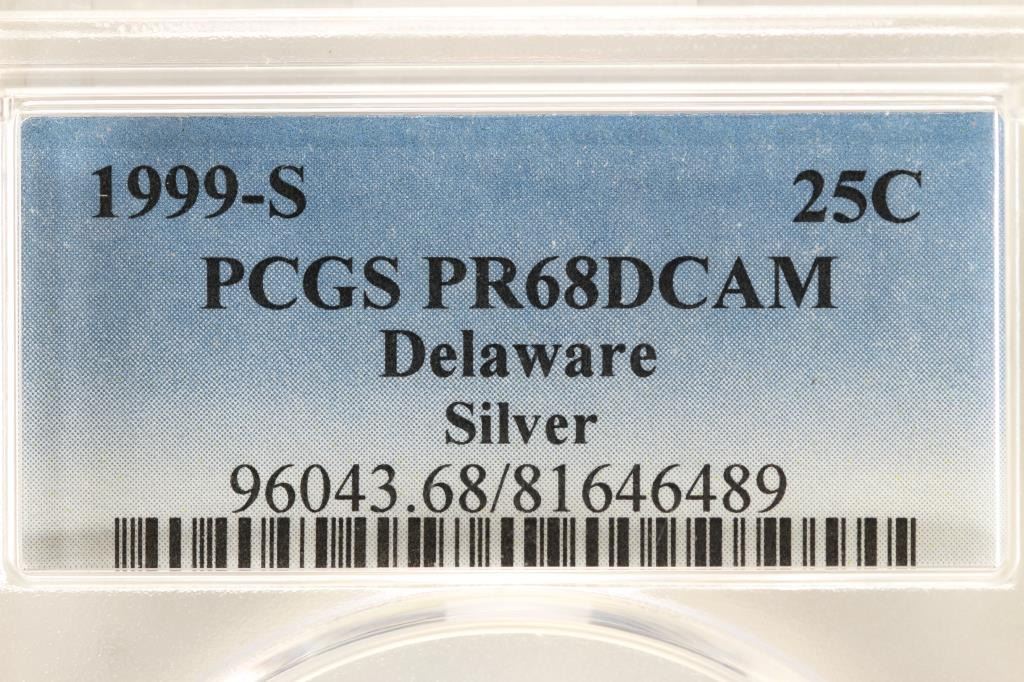 1999-S 25C
PCGS PR68DCAM
Delaware
Silver
96043.68/81646489